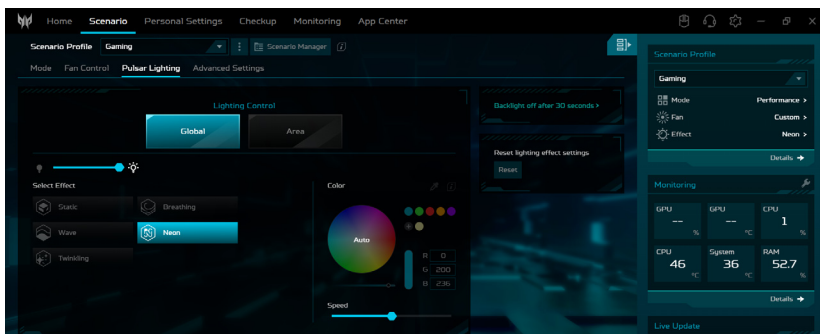 Home Scenario Personal Settings Checkup Monitoring App Center
Scenario Profile Gaming Scenario Manager
Mode Fan Control Pulsar Lighting Advanced Settings
Lighting Control
Global Area
Select Effect
Static Breathing
Wave Neon
Twinkling
Color
Auto
R 0
G 200
B 236
Speed
Backlight off after 30 seconds >
Reset lighting effect settings
Reset
Scenario Profile
Gaming
Mode Performance >
Fan Custom >
Effect Neon >
Details →
Monitoring
GPU GPU CPU
-- -- 1
% °C %
CPU System RAM
46 36 52.7
°C °C %
Details →
Live Update